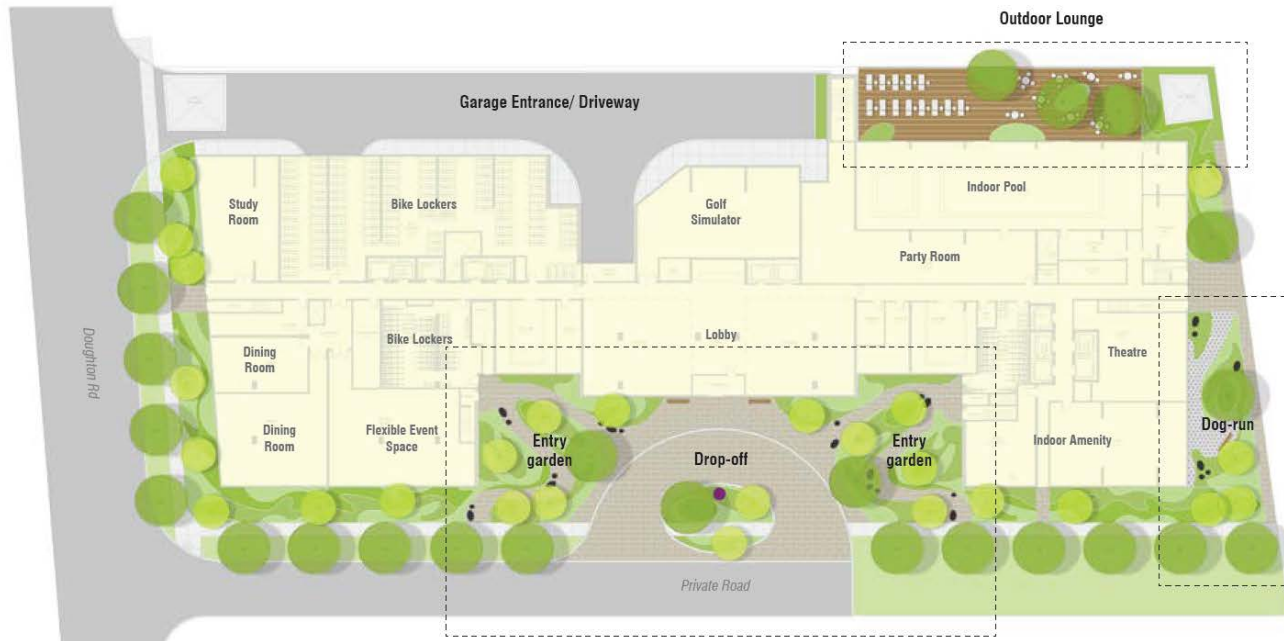 Outdoor Lounge
Garage Entrance/ Driveway
Study
Room
Bike Lockers
Golf
Simulator
Indoor Pool
Party Room
Doughton Rd
Bike Lockers
Lobby
Dining
Room
Theatre
Dining
Room
Flexible Event
Space
Entry
garden
Drop-off
Entry
garden
Indoor Amenity
Dog-run
Private Road